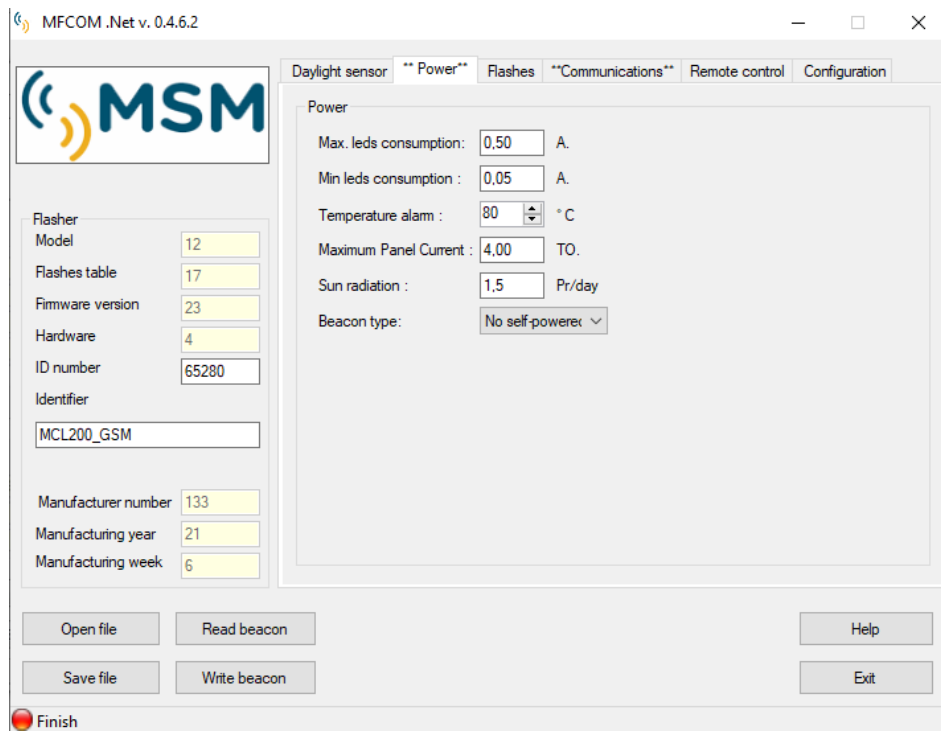 MFCOM .Net v. 0.4.6.2
MSM
Daylight sensor ** Power** Flashes **Communications** Remote control Configuration
Flasher
Model 12
Flashes table 17
Firmware version 23
Hardware 4
ID number 65280
Identifier
MCL200_GSM
Manufacturer number 133
Manufacturing year 21
Manufacturing week 6
Power
Max. leds consumption: 0,50 A.
Min leds consumption : 0,05 A.
Temperature alarm : 80 ° C
Maximum Panel Current : 4,00 TO.
Sun radiation : 1,5 Pr/day
Beacon type: No self-powered
Open file Read beacon Help
Save file Write beacon Exit
Finish